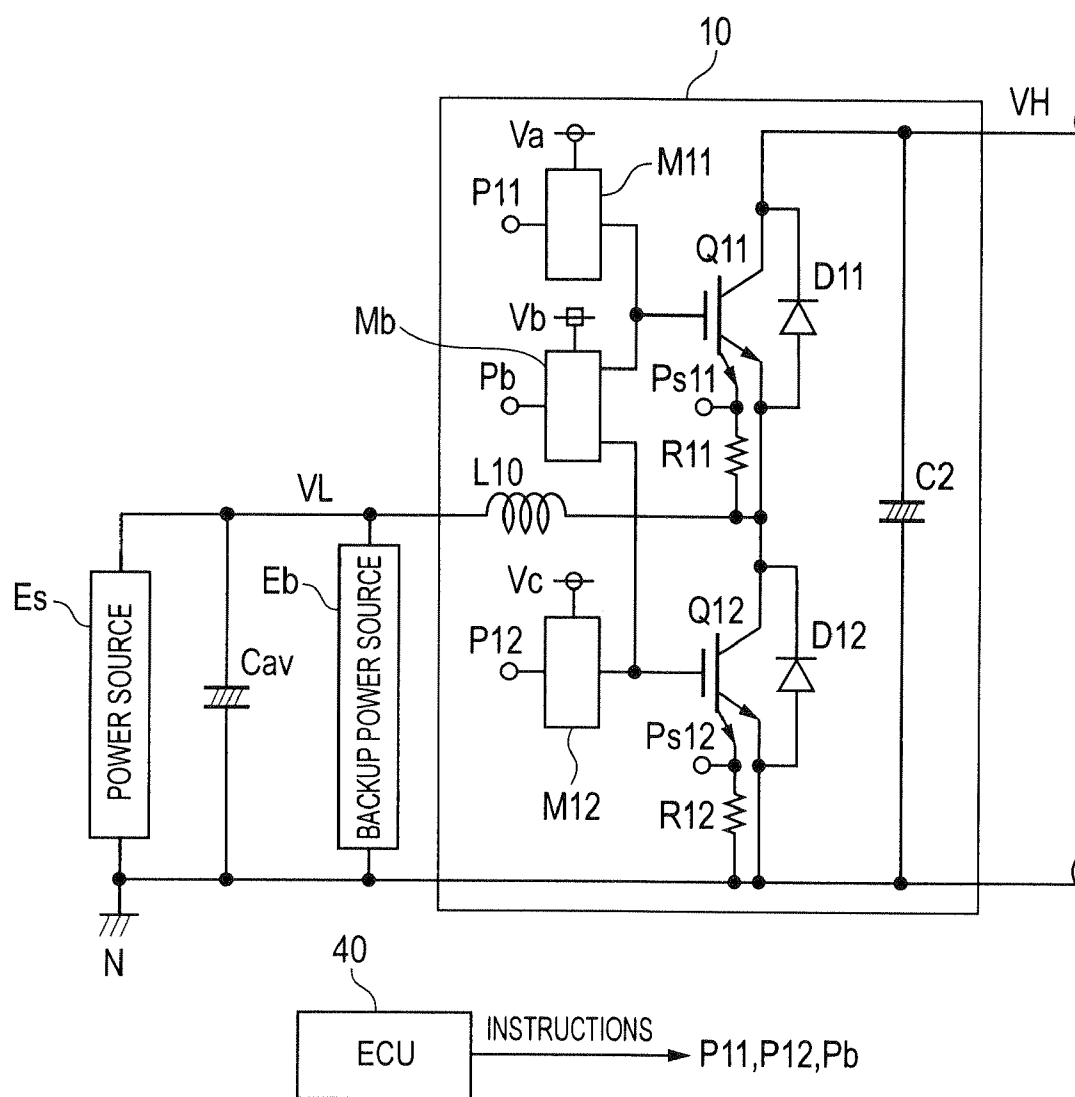 10
VH
Va
M11
P11
Q11
D11
Mb
Vb
Pb
Ps11
R11
C2
L10
VL
Es
POWER SOURCE
Cav
Eb
BACKUP POWER SOURCE
Vc
P12
Q12
D12
Ps12
M12
R12
N
40
ECU
INSTRUCTIONS
P11,P12,Pb